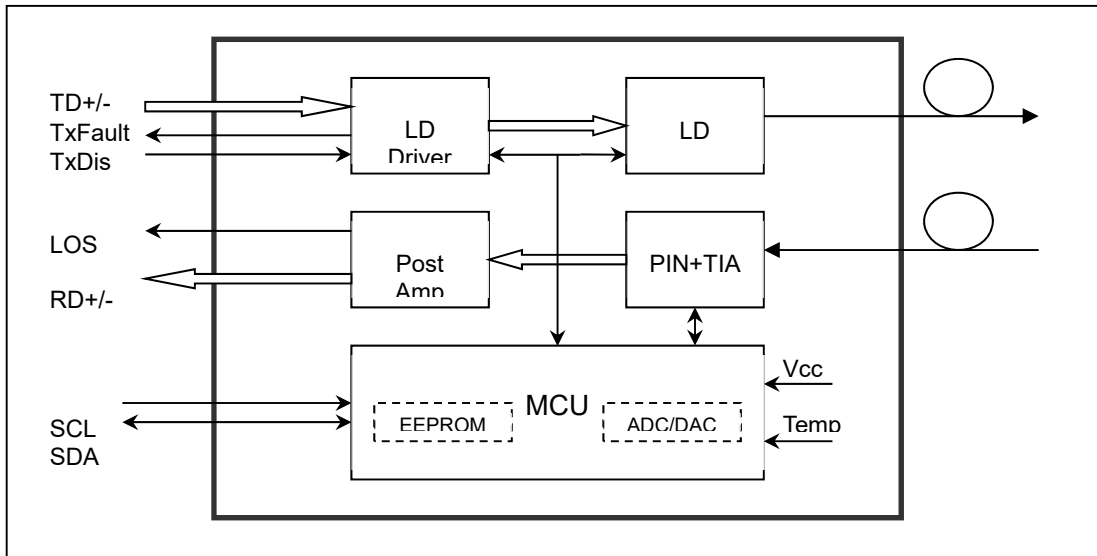 TD+/-
TxFault
TxDis
LD
Driver
LD
LOS
RD+/-
Post
Amp
PIN+TIA
SCL
SDA
MCU
EEPROM
ADC/DAC
Vcc
Temp